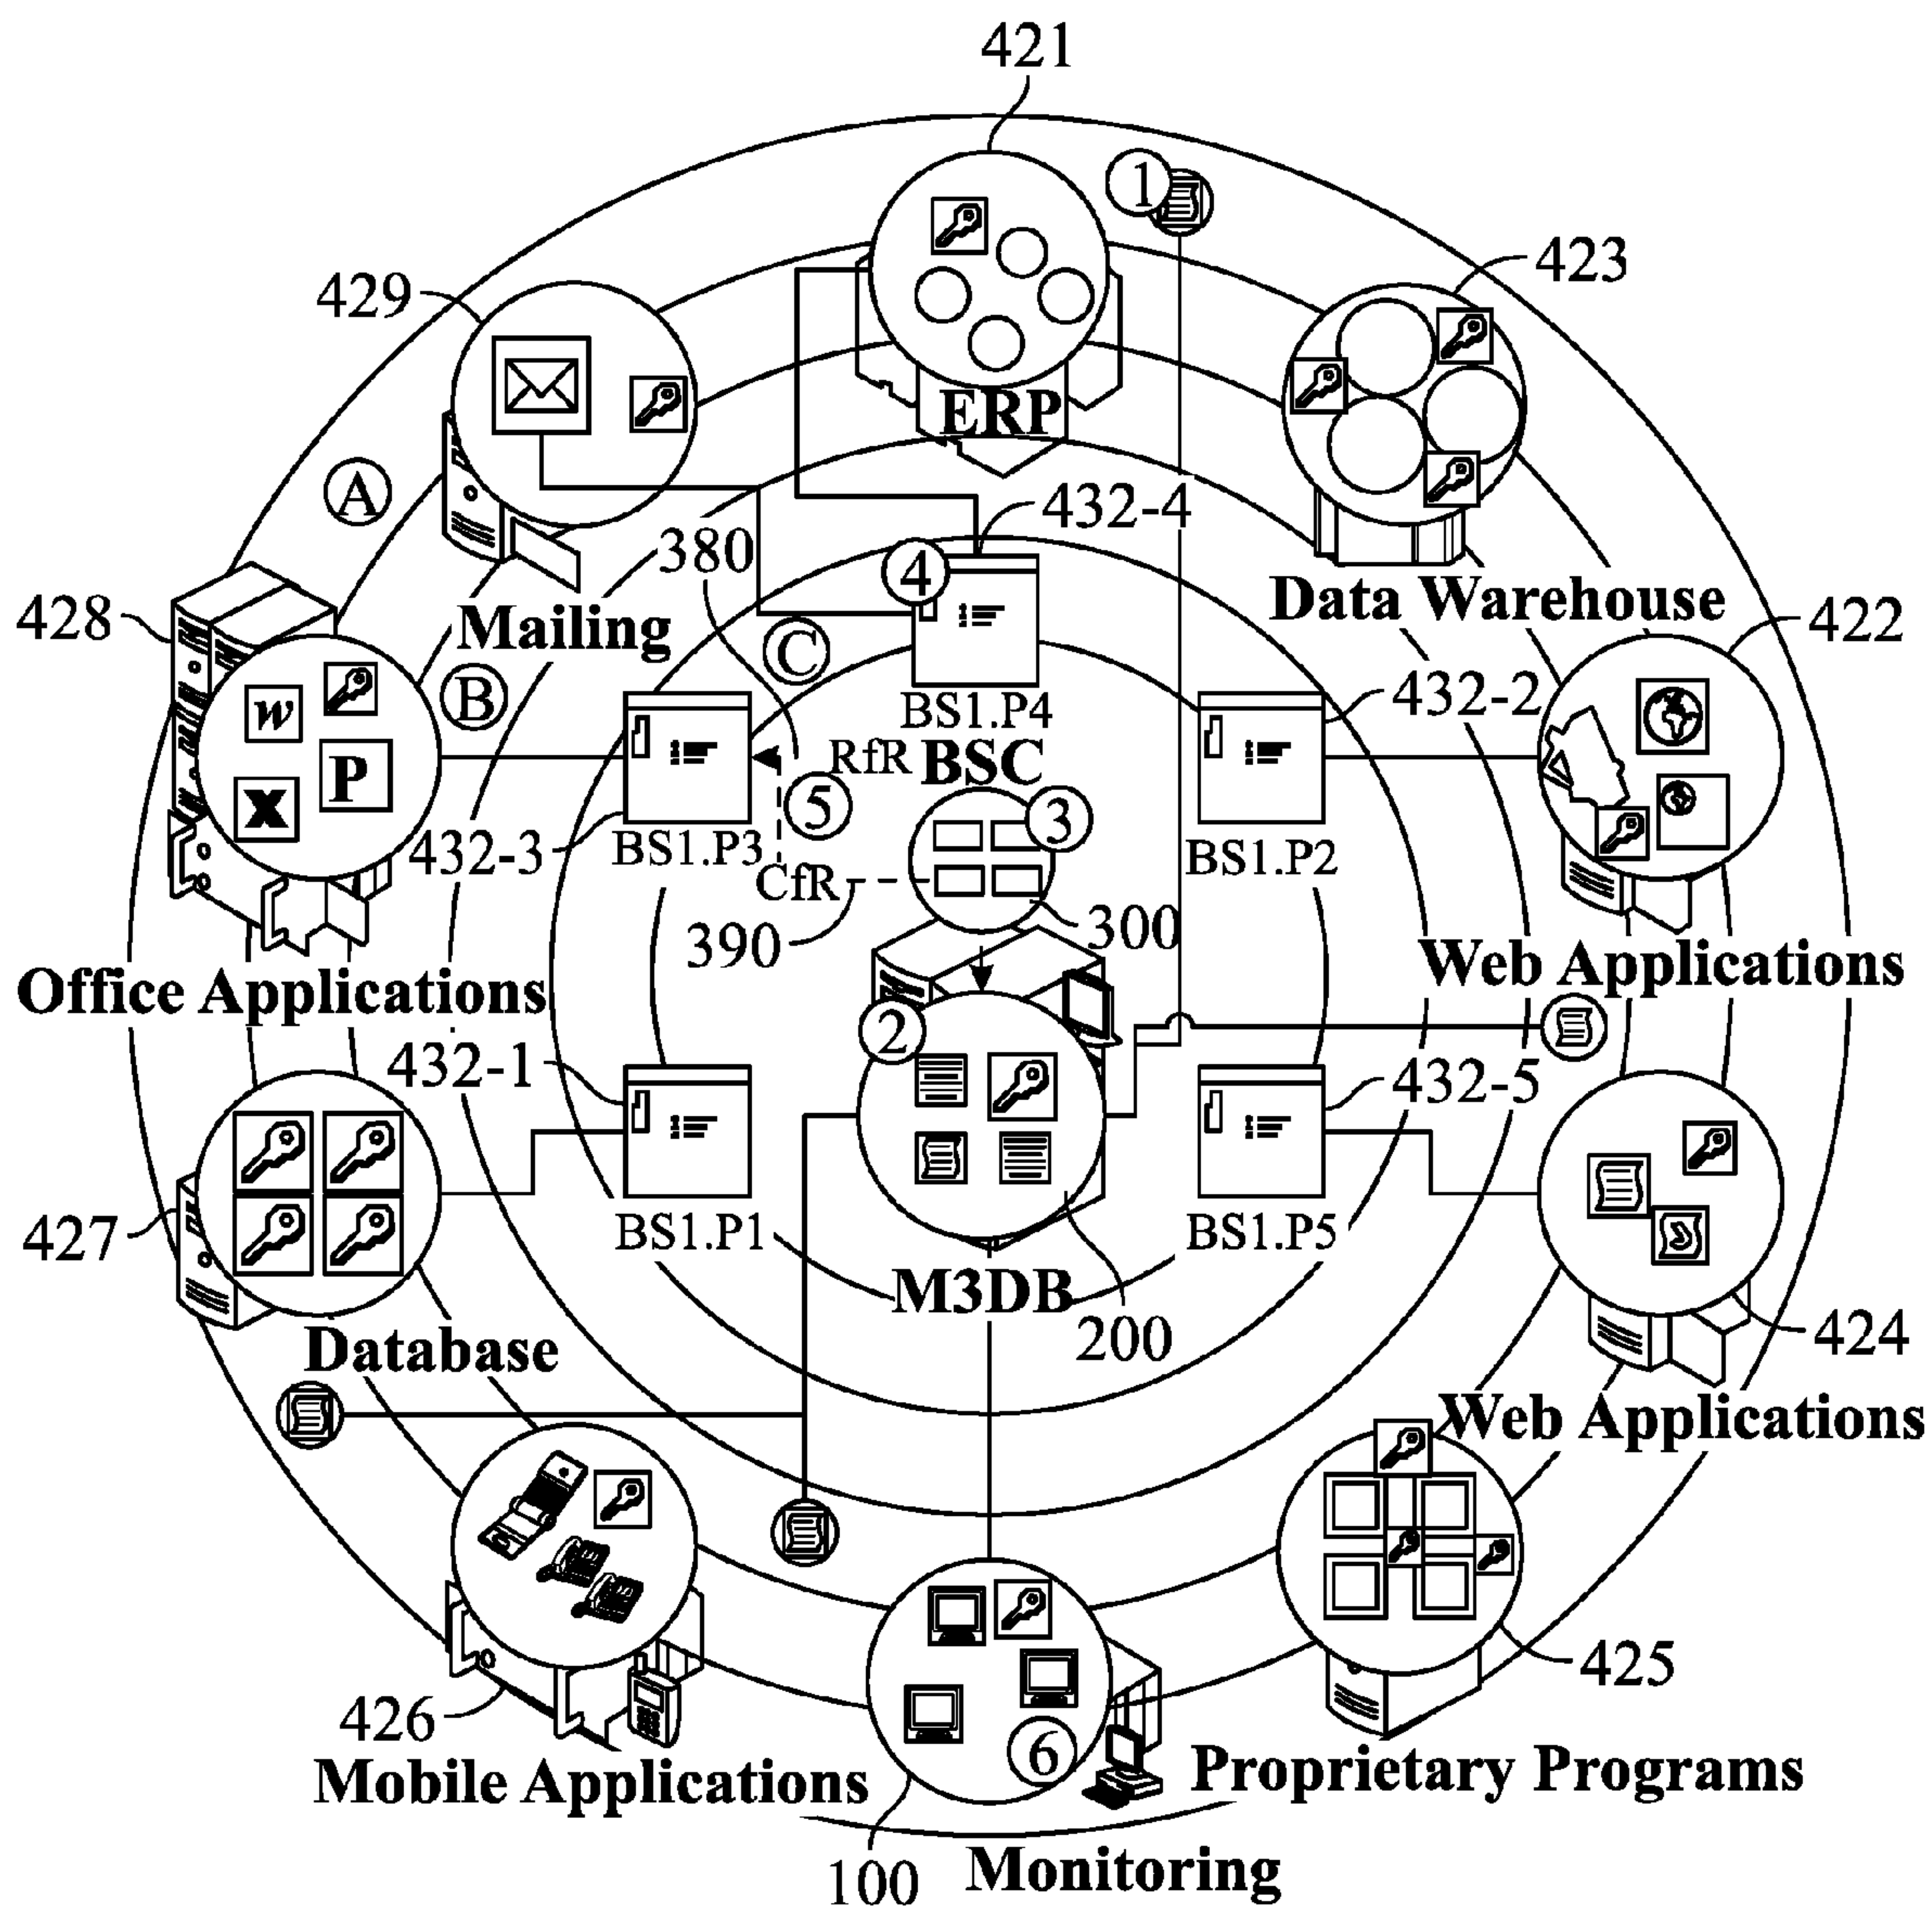 421
1
423
429
ERP
A
432-4
380
4
Data Warehouse
428
Mailing
422
C
B
432-2
w
BS1.P4
RfR BSC
P
5
3
X
432-3
BS1.P3
BS1.P2
CfR
390
300
Office Applications
Web Applications
2
432-1
432-5
427
BS1.P1
BS1.P5
M3DB
200
424
Database
Web Applications
425
426
6
Mobile Applications
Proprietary Programs
100
Monitoring